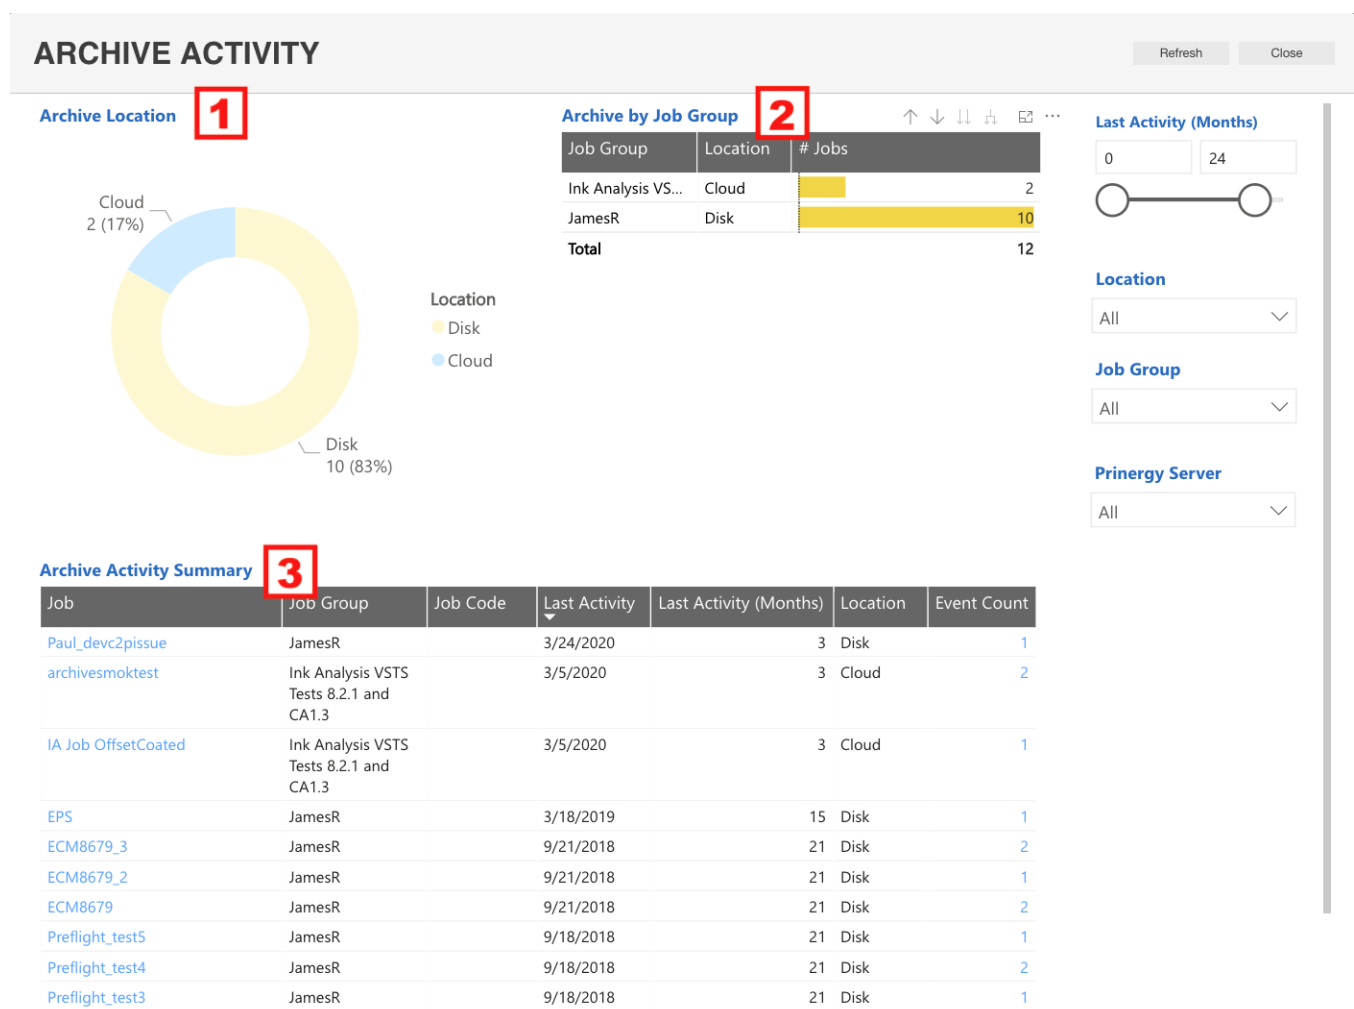 ARCHIVE ACTIVITY
Refresh
Close
Archive Location
1
Cloud
2 (17%)
Location
Disk
Cloud
Disk
10 (83%)
Archive by Job Group
2
Job Group Location # Jobs
Ink Analysis VS... Cloud 2
JamesR Disk 10
Total 12
Last Activity (Months)
0 24
Location
All
Job Group
All
Prinergy Server
All
Archive Activity Summary
3
Job Job Group Job Code Last Activity Last Activity (Months) Location Event Count
Paul_devc2pissue JamesR 3/24/2020 3 Disk 1
archivesmoktest Ink Analysis VSTS 3/5/2020 3 Cloud 2
Tests 8.2.1 and
CA1.3
IA Job OffsetCoated Ink Analysis VSTS 3/5/2020 3 Cloud 1
Tests 8.2.1 and
CA1.3
EPS JamesR 3/18/2019 15 Disk 1
ECM8679_3 JamesR 9/21/2018 21 Disk 2
ECM8679_2 JamesR 9/21/2018 21 Disk 1
ECM8679 JamesR 9/21/2018 21 Disk 2
Preflight_test5 JamesR 9/18/2018 21 Disk 1
Preflight_test4 JamesR 9/18/2018 21 Disk 2
Preflight_test3 JamesR 9/18/2018 21 Disk 1